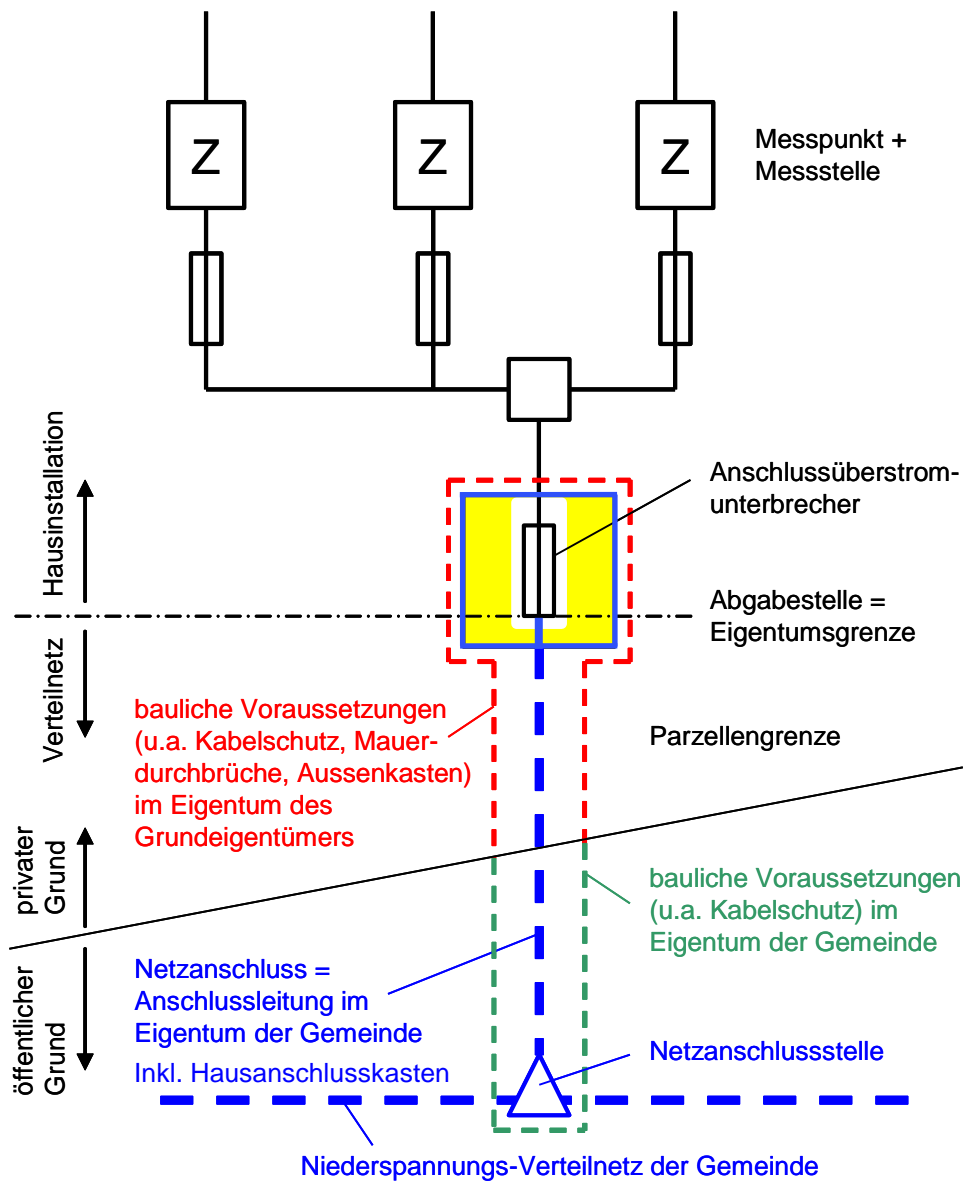 Z
Z
Z
Messpunkt +
Messstelle
Hausinstallation
Anschlussüberstrom-
unterbrecher
Abgabestelle =
Eigentumsgrenze
Verteilnetz
bauliche Voraussetzungen
(u.a. Kabelschutz, Mauer-
durchbrüche, Aussenkasten)
im Eigentum des
Grundeigentümers
Parzellengrenze
privater
Grund
bauliche Voraussetzungen
(u.a. Kabelschutz) im
Eigentum der Gemeinde
öffentlicher
Grund
Netzanschluss =
Anschlussleitung im
Eigentum der Gemeinde
Inkl. Hausanschlusskasten
Netzanschlussstelle
Niederspannungs-Verteilnetz der Gemeinde